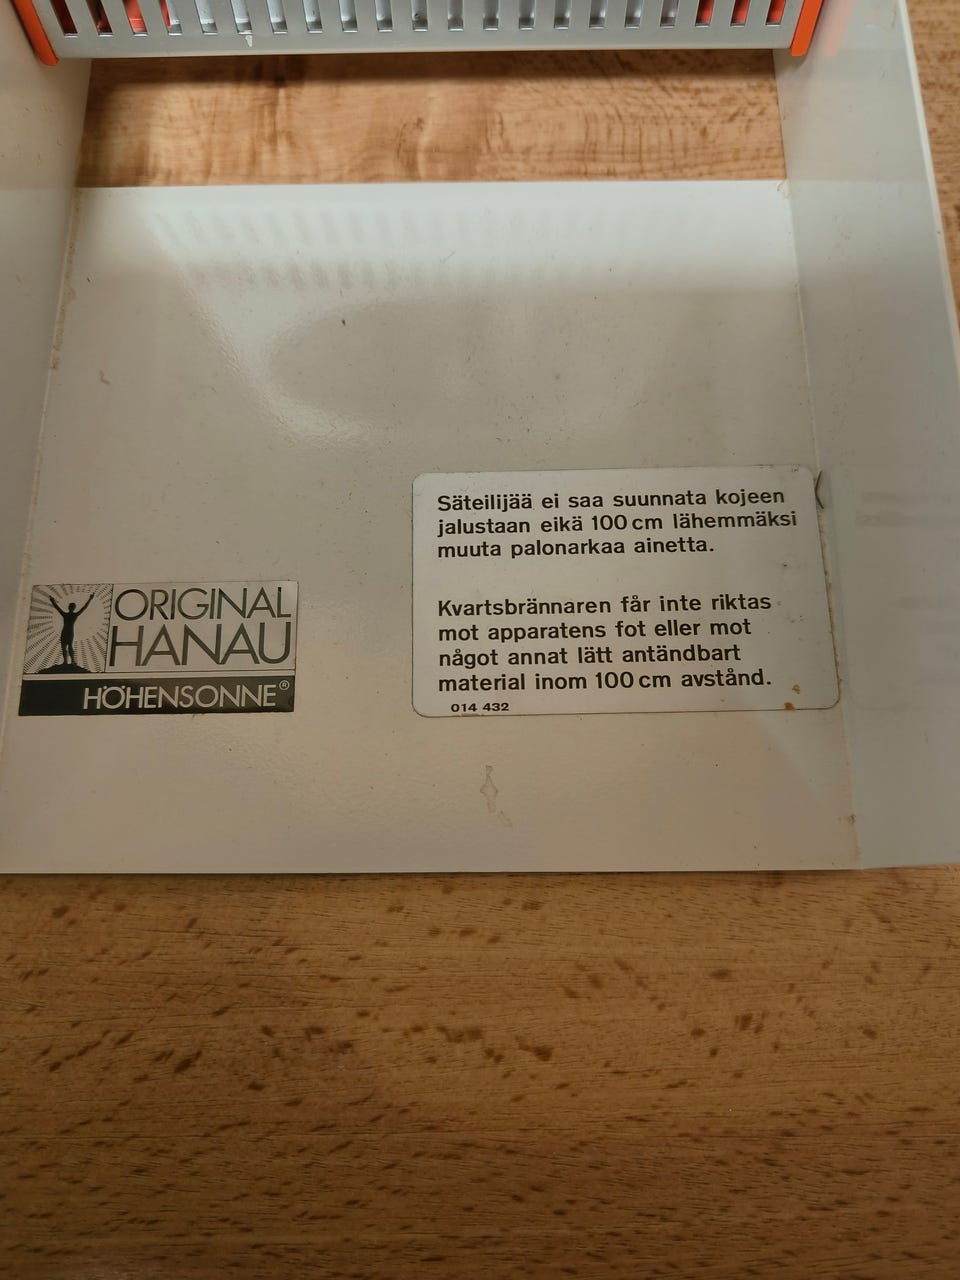 Säteilijää ei saa suunnata kojeen
jalustaan eikä 100 cm lähemmäksi
muuta palonarkaa ainetta.
Kvartsbrännaren får inte riktas
mot apparatens fot eller mot
något annat lätt antändbart
material inom 100 cm avstånd.
014 432
ORIGINAL
HANAU
HÖHENSONNE®